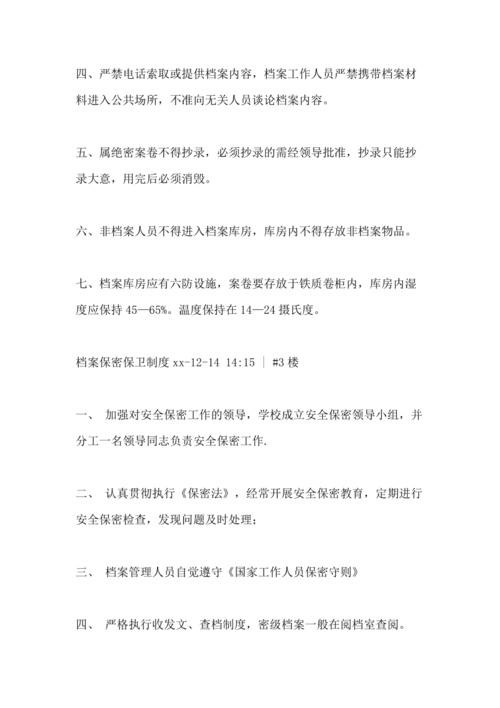 四、严禁电话索取或提供档案内容，档案工作人员严禁携带档案材
料进入公共场所，不准向无关人员谈论档案内容。
五、属绝密案卷不得抄录，必须抄录的需经领导批准，抄录只能抄
录大意，用完后必须消毁。
六、非档案人员不得进入档案库房，库房内不得存放非档案物品。
七、档案库房应有六防设施，案卷要存放于铁质卷柜内，库房内湿
度应保持 45—65%。温度保持在 14—24 摄氏度。
档案保密保卫制度 xx-12-14 14:15 | #3 楼
一、 加强对安全保密工作的领导，学校成立安全保密领导小组，并
分工一名领导同志负责安全保密工作.
二、 认真贯彻执行《保密法》，经常开展安全保密教育，定期进行
安全保密检查，发现问题及时处理；
三、 档案管理人员自觉遵守《国家工作人员保密守则》
四、 严格执行收发文、查档制度，密级档案一般在阅档室查阅。